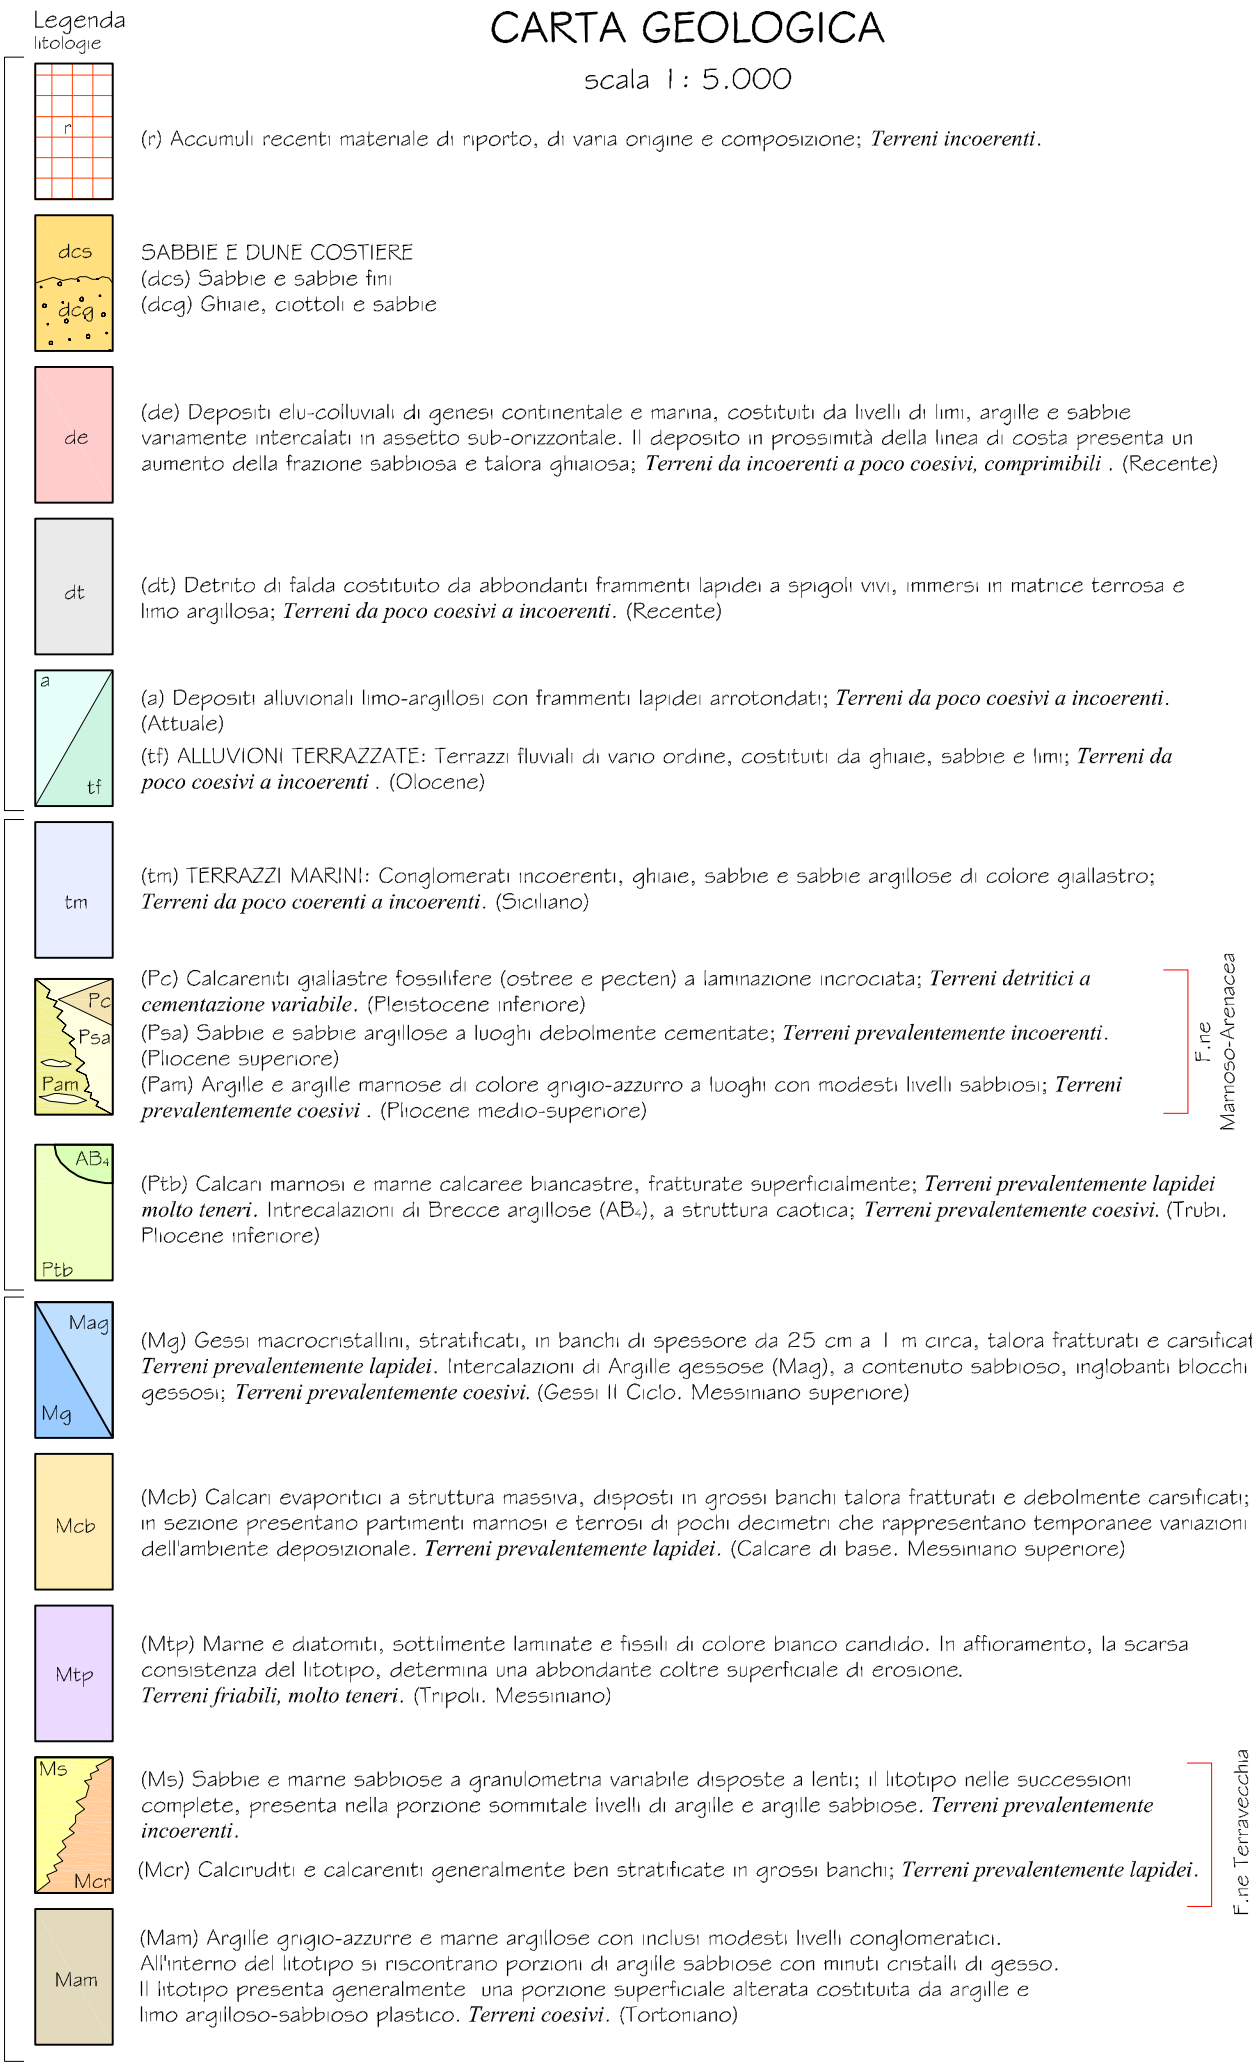 Legenda
litologie
CARTA GEOLOGICA
scala 1: 5.000
r
(r) Accumuli recenti materiale di riporto, di varia origine e composizione; Terreni incoerenti.
dcs
dcg
SABBIE E DUNE COSTIERE
(dcs) Sabbie e sabbie fini
(dcg) Ghiaie, ciottoli e sabbie
de
(de) Depositi elu-colluviali di genesi continentale e marina, costituiti da livelli di limi, argille e sabbie
variamente intercalati in assetto sub-orizzontale. Il deposito in prossimità della linea di costa presenta un
aumento della frazione sabbiosa e talora ghiaiosa; Terreni da incoerenti a poco coesivi, comprimibili . (Recente)
dt
(dt) Detrito di falda costituito da abbondanti frammenti lapidei a spigoli vivi, immersi in matrice terrosa e
limo argillosa; Terreni da poco coesivi a incoerenti. (Recente)
a
tf
(a) Depositi alluvionali limo-argillosi con frammenti lapidei arrotondati; Terreni da poco coesivi a incoerenti.
(Attuale)
(tf) ALLUVIONI TERRAZZATE: Terrazzi fluviali di vario ordine, costituiti da ghiaie, sabbie e limi; Terreni da
poco coesivi a incoerenti . (Olocene)
tm
(tm) TERRAZZI MARINI: Conglomerati incoerenti, ghiaie, sabbie e sabbie argillose di colore giallastro;
Terreni da poco coerenti a incoerenti. (Siciliano)
Pc
Psa
Pam
(Pc) Calcareniti giallastre fossilifere (ostree e pecten) a laminazione incrociata; Terreni detritici a
cementazione variabile. (Pleistocene inferiore)
(Psa) Sabbie e sabbie argillose a luoghi debolmente cementate; Terreni prevalentemente incoerenti.
(Pliocene superiore)
(Pam) Argille e argille marnose di colore grigio-azzurro a luoghi con modesti livelli sabbiosi; Terreni
prevalentemente coesivi . (Pliocene medio-superiore)
F.ne
Marnoso-Arenacea
AB4
Ptb
(Ptb) Calcari marnosi e marne calcaree biancastre, fratturate superficialmente; Terreni prevalentemente lapidei
molto teneri. Intrecalazioni di Brecce argillose (AB4), a struttura caotica; Terreni prevalentemente coesivi. (Trubi.
Pliocene inferiore)
Mag
Mg
(Mg) Gessi macrocristallini, stratificati, in banchi di spessore da 25 cm a 1 m circa, talora fratturati e carsificat
Terreni prevalentemente lapidei. Intercalazioni di Argille gessose (Mag), a contenuto sabbioso, inglobanti blocchi
gessosi; Terreni prevalentemente coesivi. (Gessi II Ciclo. Messiniano superiore)
Mcb
(Mcb) Calcari evaporitici a struttura massiva, disposti in grossi banchi talora fratturati e debolmente carsificati;
in sezione presentano partimenti marnosi e terrosi di pochi decimetri che rappresentano temporanee variazioni
dell'ambiente deposizionale. Terreni prevalentemente lapidei. (Calcare di base. Messiniano superiore)
Mtp
(Mtp) Marne e diatomiti, sottilmente laminate e fissili di colore bianco candido. In affioramento, la scarsa
consistenza del litotipo, determina una abbondante coltre superficiale di erosione.
Terreni friabili, molto teneri. (Tripoli. Messiniano)
Ms
Mcr
(Ms) Sabbie e marne sabbiose a granulometria variabile disposte a lenti; il litotipo nelle successioni
complete, presenta nella porzione sommitale livelli di argille e argille sabbiose. Terreni prevalentemente
incoerenti.
(Mcr) Calciruditi e calcareniti generalmente ben stratificate in grossi banchi; Terreni prevalentemente lapidei.
F.ne Terravecchia
Mam
(Mam) Argille grigio-azzurre e marne argillose con inclusi modesti livelli conglomeratici.
All'interno del litotipo si riscontrano porzioni di argille sabbiose con minuti cristalli di gesso.
Il litotipo presenta generalmente una porzione superficiale alterata costituita da argille e
limo argilloso-sabbioso plastico. Terreni coesivi. (Tortoniano)